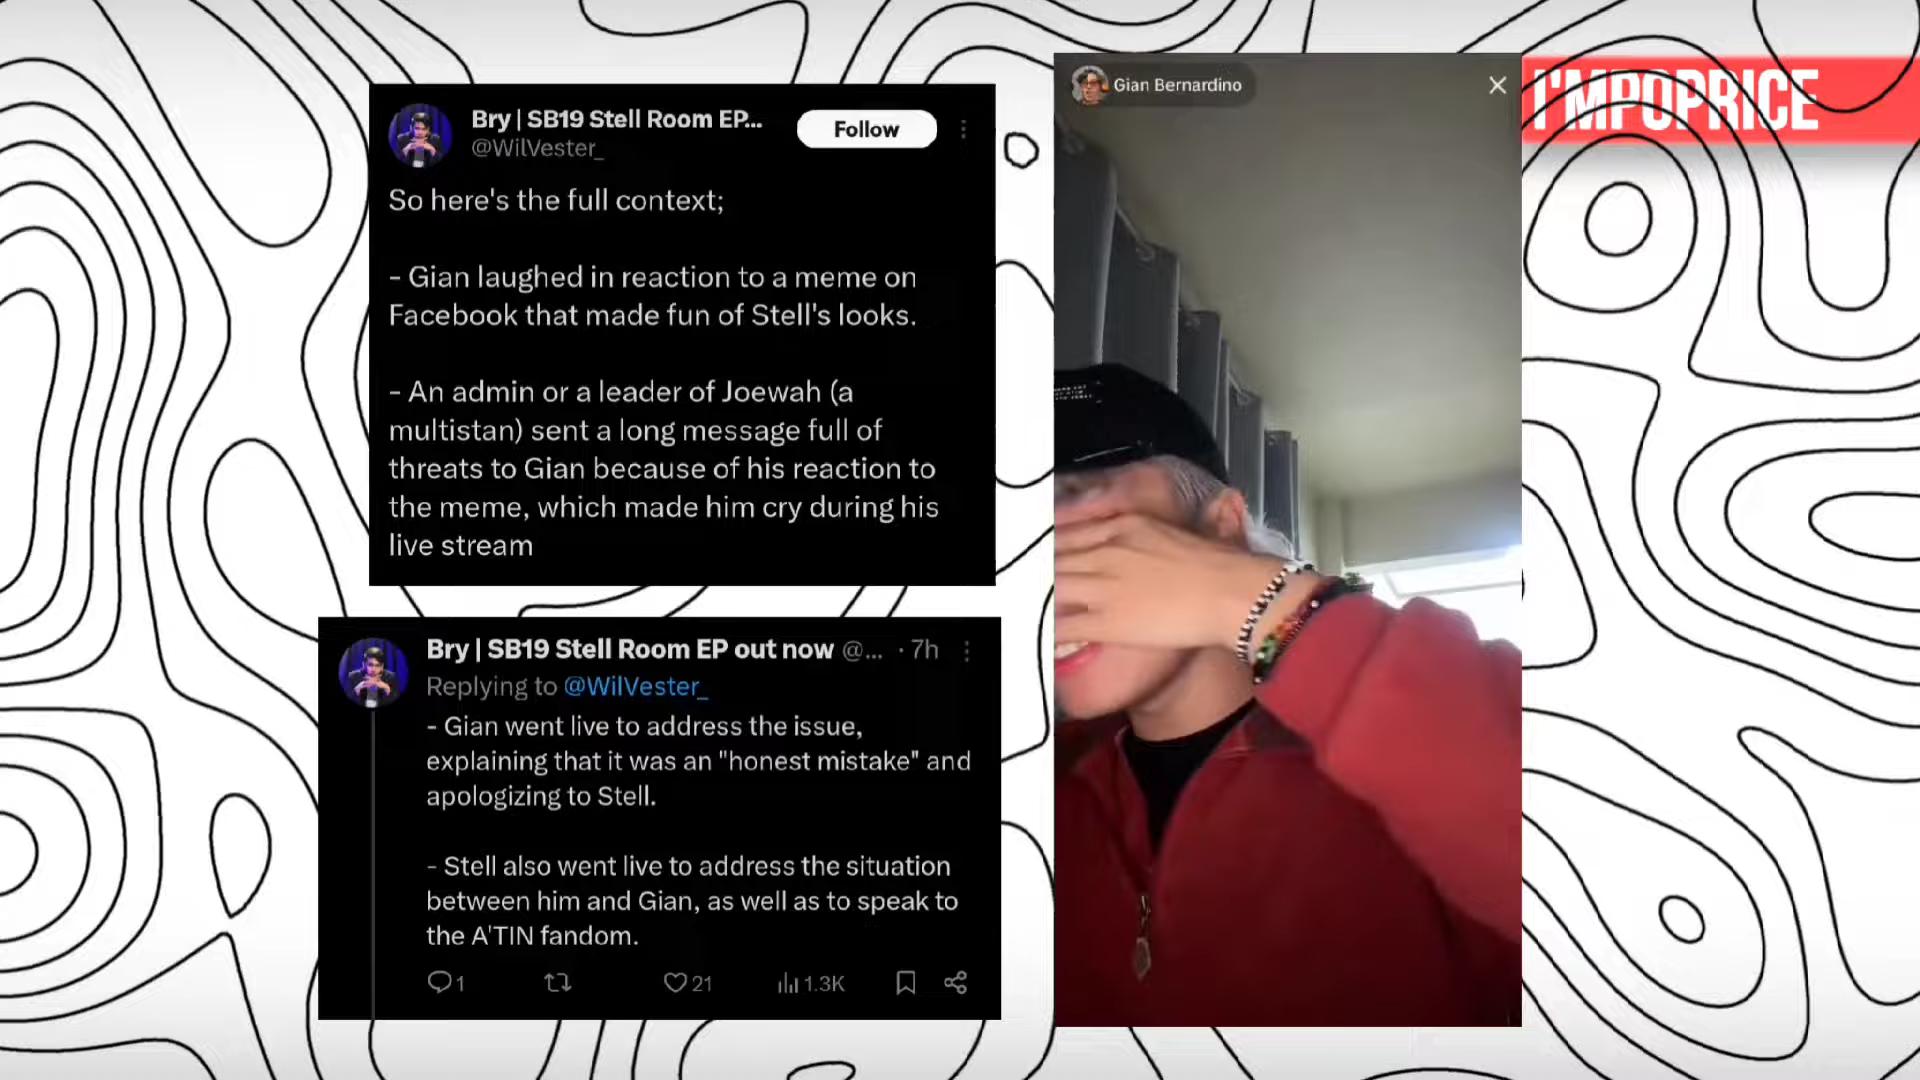 Bry | SB19 Stell Room EP...
@WilVester_
Follow
So here's the full context;
- Gian laughed in reaction to a meme on
Facebook that made fun of Stell's looks.
- An admin or a leader of Joewah (a
multistan) sent a long message full of
threats to Gian because of his reaction to
the meme, which made him cry during his
live stream
Bry | SB19 Stell Room EP out now @... · 7h
Replying to @WilVester_
- Gian went live to address the issue,
explaining that it was an "honest mistake" and
apologizing to Stell.
- Stell also went live to address the situation
between him and Gian, as well as to speak to
the A'TIN fandom.
1
21
1.3K
Gian Bernardino
I'MPOPRICE